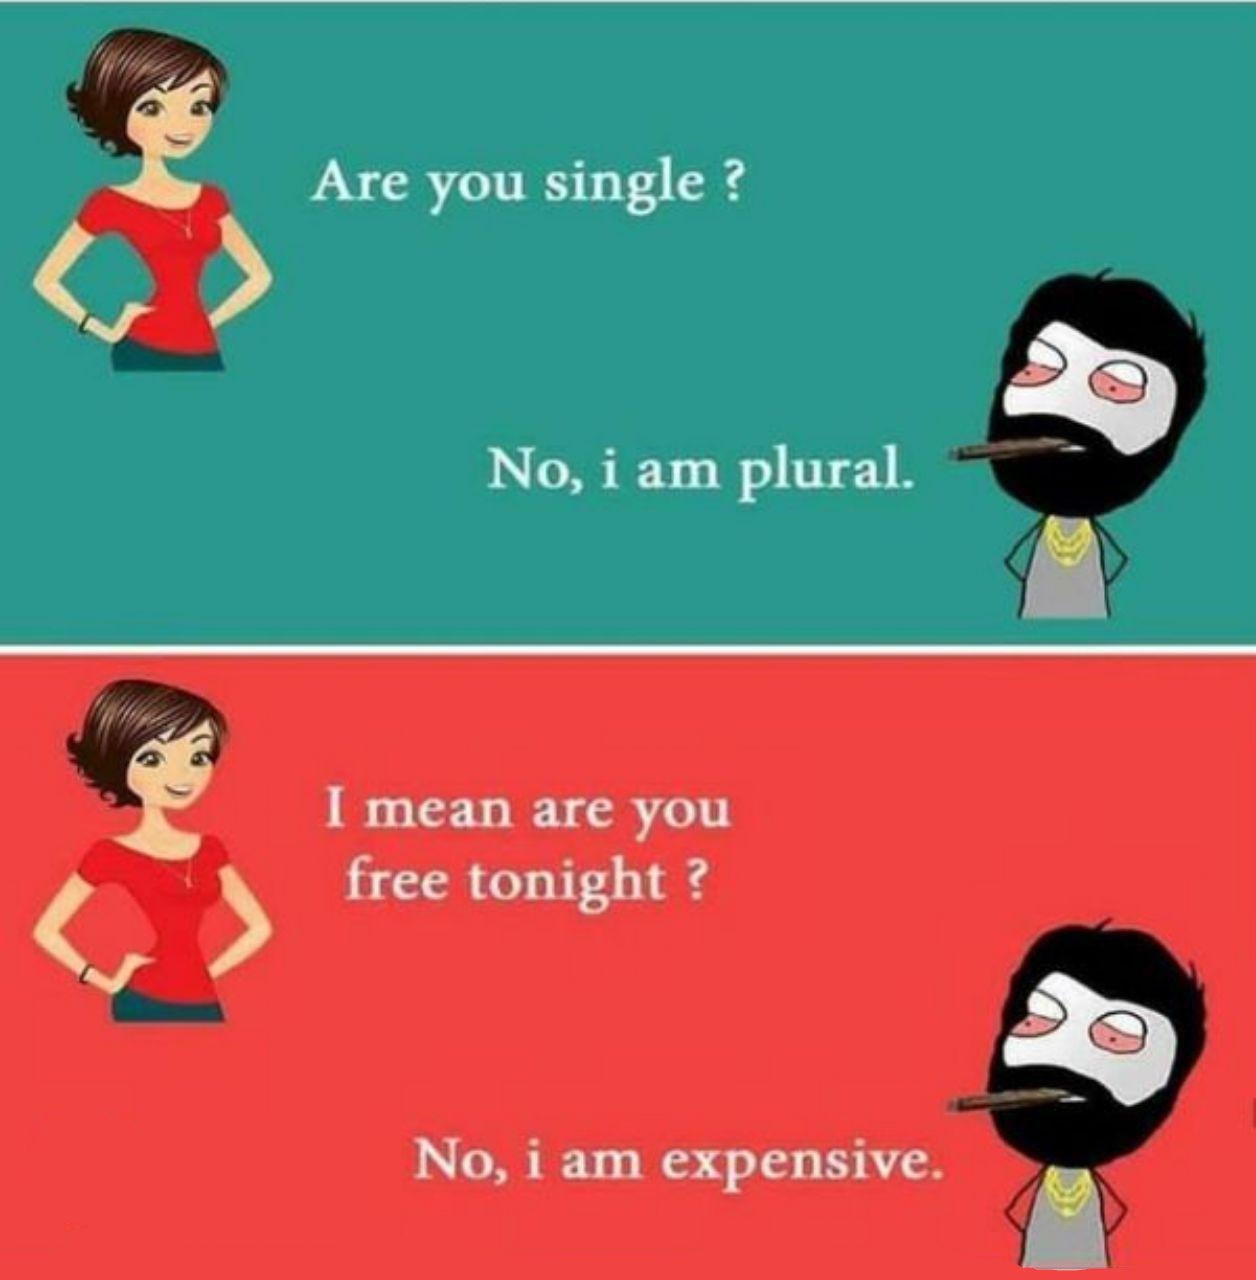 Are you single ?
No, i am plural.
I mean are you
free tonight ?
No, i am expensive.